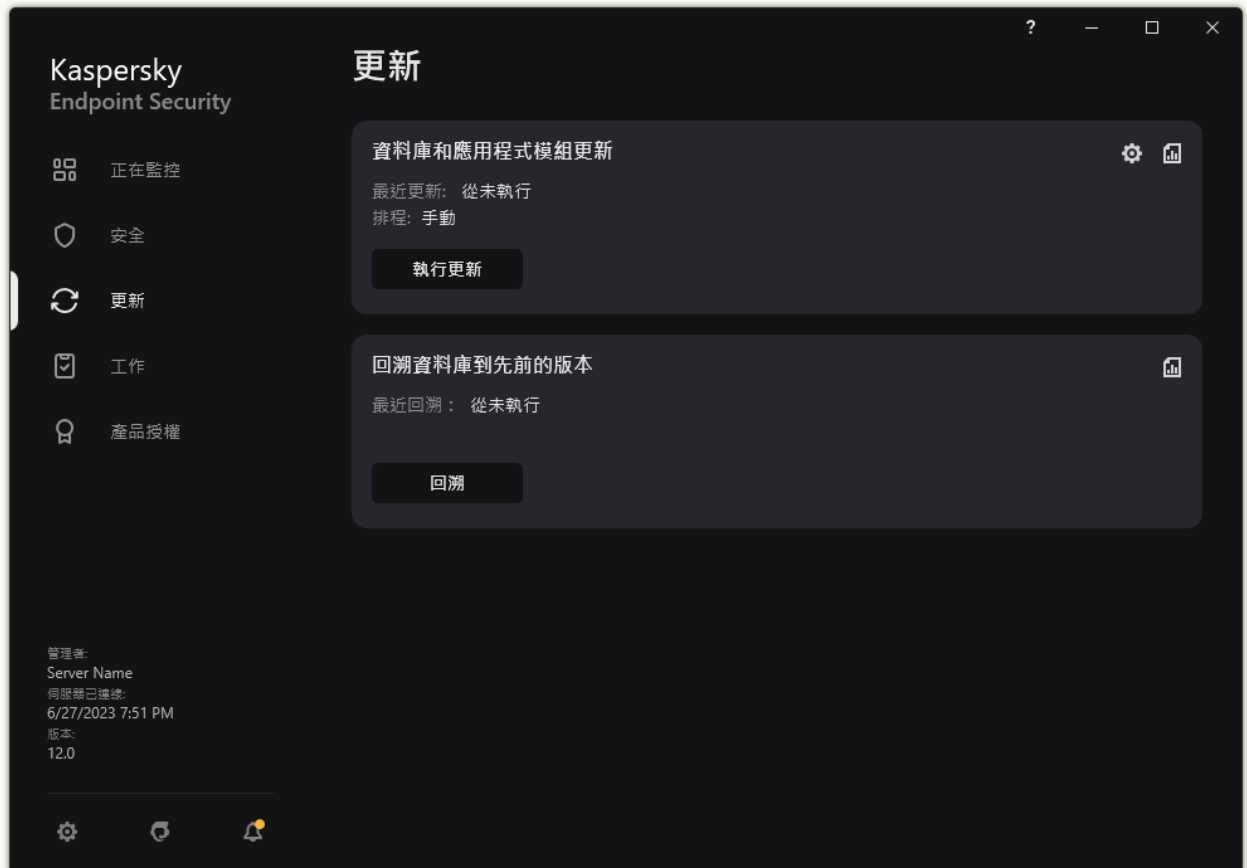 ?
Kaspersky
Endpoint Security
正在監控
安全
更新
工作
產品授權
管理者:
Server Name
伺服器已連線:
6/27/2023 7:51 PM
版本:
12.0
更新
資料庫和應用程式模組更新
最近更新: 從未執行
排程: 手動
執行更新
回溯資料庫到先前的版本
最近回溯： 從未執行
回溯